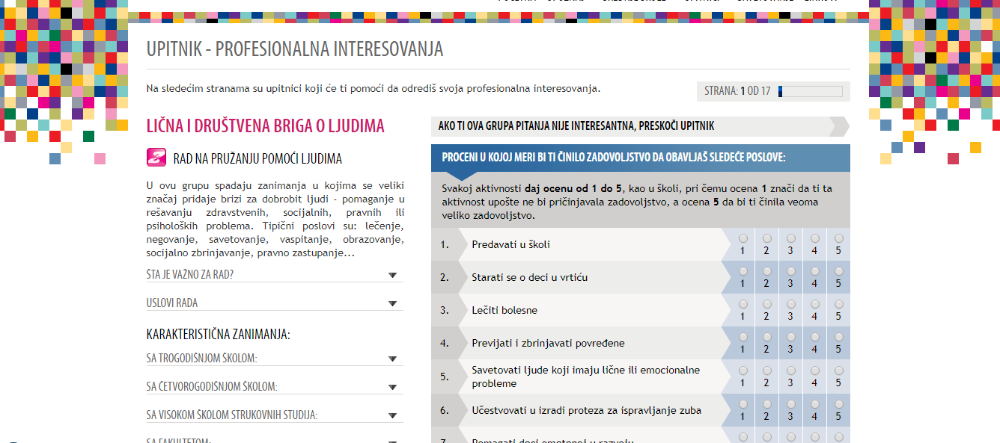 UPITNIK - PROFESIONALNA INTERESOVANJA
Na sledećim stranama su upitnici koji će ti pomoći da odrediš svoja profesionalna interesovanja.
STRANA: 1 OD 17
LIČNA I DRUŠTVENA BRIGA O LJUDIMA
RAD NA PRUŽANJU POMOĆI LJUDIMA
U ovu grupu spadaju zanimanja u kojima se veliki
značaj pridaje brizi za dobrobit ljudi - pomaganje u
rešavanju zdravstvenih, socijalnih, pravnih ili
psiholoških problema. Tipični poslovi su: lečenje,
negovanje, savetovanje, vaspitanje, obrazovanje,
socijalno zbrinjavanje, pravno zastupanje...
ŠTA JE VAŽNO ZA RAD?
USLOVI RADA
KARAKTERISTIČNA ZANIMANJA:
SA TROGODIŠNJOM ŠKOLOM:
SA ČETVOROGODIŠNJOM ŠKOLOM:
SA VISOKOM ŠKOLOM STRUKOVNIH STUDIJA:
SA FAKULTETOM:
AKO TI OVA GRUPA PITANJA NIJE INTERESANTNA, PRESKOČI UPITNIK
PROCENI U KOJOJ MERI BI TI ČINILO ZADOVOLJSTVO DA OBAVLJAŠ SLEDEĆE POSLOVE:
Svakoj aktivnosti daj ocenu od 1 do 5, kao u školi, pri čemu ocena 1 znači da ti ta
aktivnost upošte ne bi pričinjavala zadovoljstvo, a ocena 5 da bi ti činila veoma
veliko zadovoljstvo.
1. Predavati u školi 1 2 3 4 5
2. Starati se o deci u vrtiću 1 2 3 4 5
3. Lečiti bolesne 1 2 3 4 5
4. Previjati i zbrinjavati povređene 1 2 3 4 5
5. Savetovati ljude koji imaju lične ili emocionalne
probleme 1 2 3 4 5
6. Učestvovati u izradi proteza za ispravljanje zuba 1 2 3 4 5
7. Pomagati deci ometenoj u razvoju